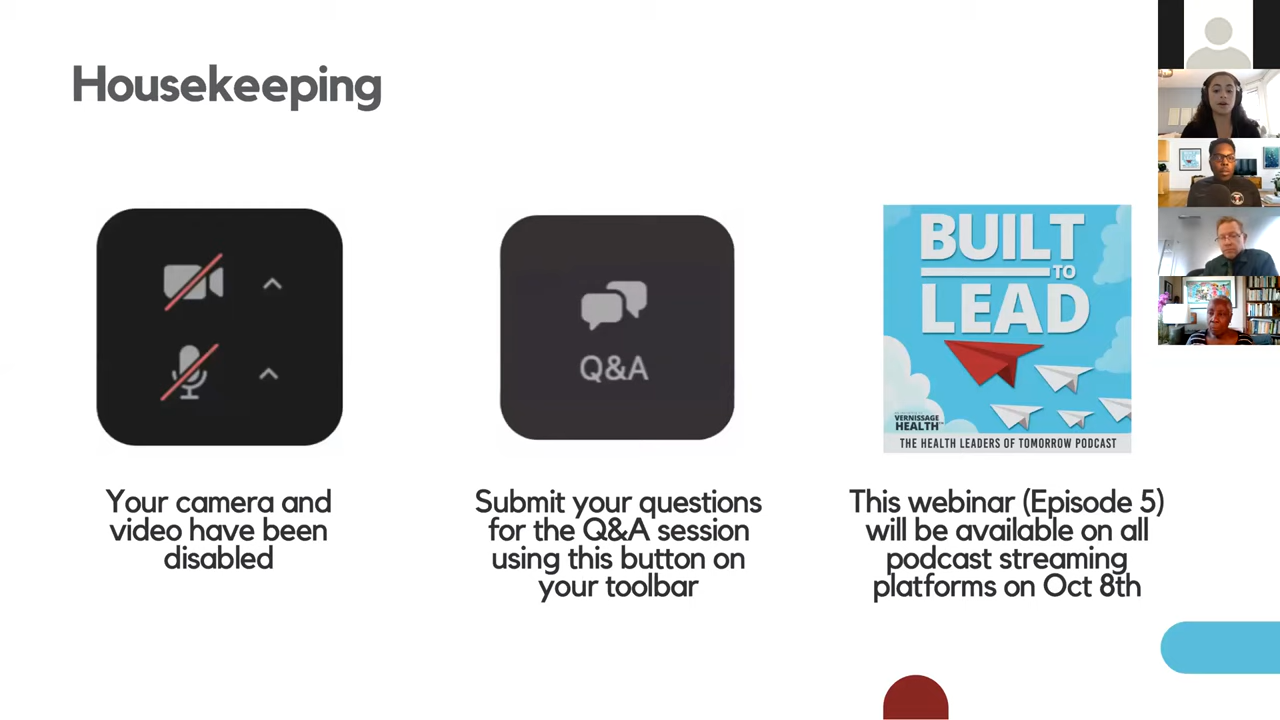 Housekeeping
Q&A
BUILT
TO
LEAD
VERNISSAGE
HEALTH
THE HEALTH LEADERS OF TOMORROW PODCAST
Your camera and
video have been
disabled
Submit your questions
for the Q&A session
using this button on
your toolbar
This webinar (Episode 5)
will be available on all
podcast streaming
platforms on Oct 8th